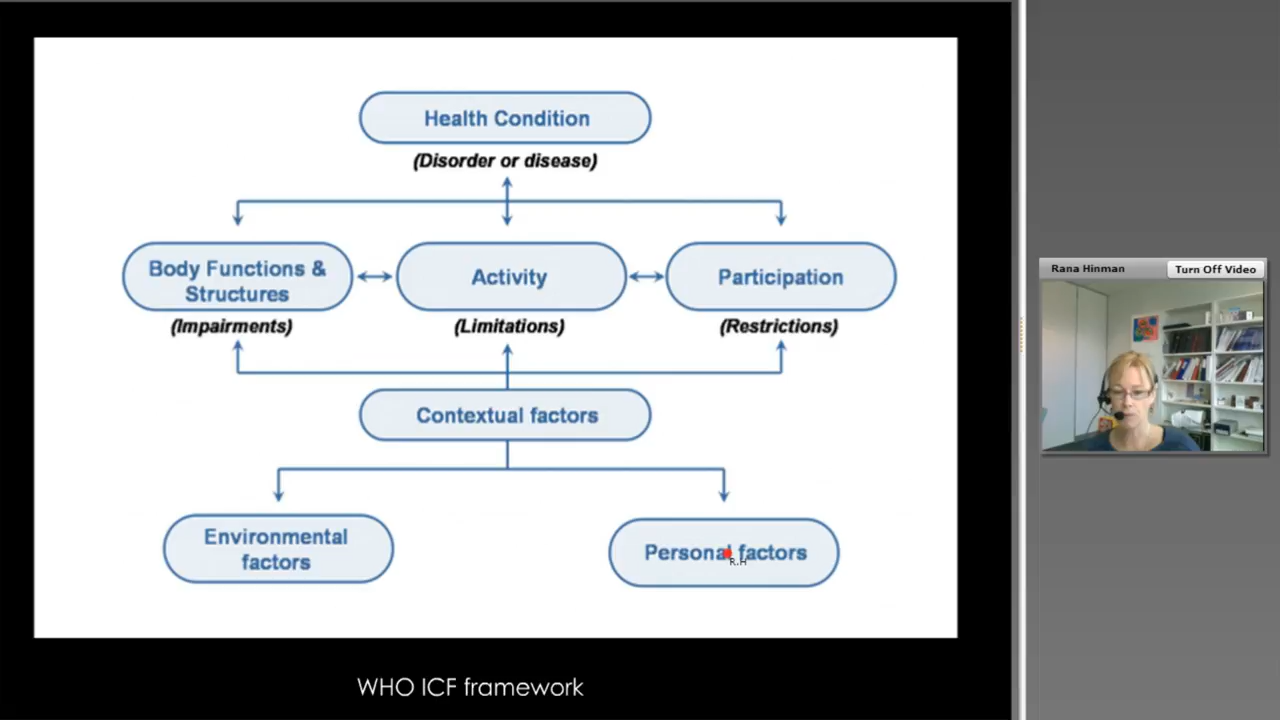 Health Condition
(Disorder or disease)
Body Functions &
Structures
(Impairments)
Activity
(Limitations)
Participation
(Restrictions)
Contextual factors
Environmental
factors
Personal factors
R.H
WHO ICF framework
Rana Hinman
Turn Off Video